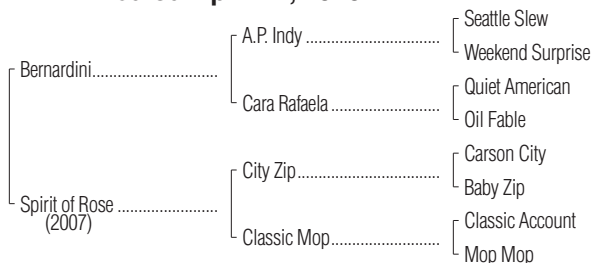 Bernardini
A.P. Indy
Seattle Slew
Weekend Surprise
Cara Rafaela
Quiet American
Oil Fable
Spirit of Rose
(2007)
City Zip
Carson City
Baby Zip
Classic Mop
Classic Account
Mop Mop